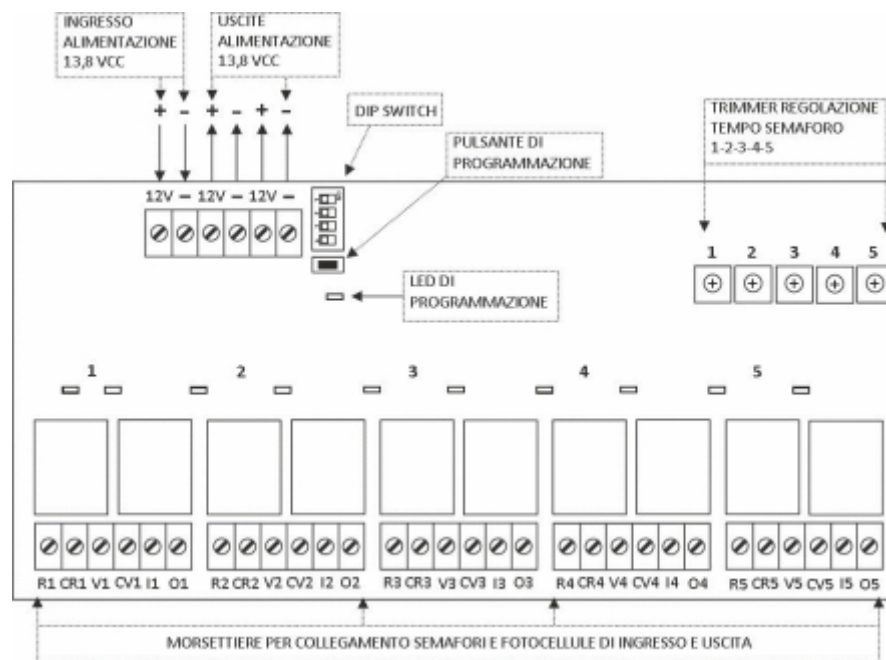 INGRESSO
ALIMENTAZIONE
13,8 VCC
USCITE
ALIMENTAZIONE
13,8 VCC
+ - + - + -
DIP SWITCH
PULSANTE DI
PROGRAMMAZIONE
TRIMMER REGOLAZIONE
TEMPO SEMAFORO
1-2-3-4-5
12V - 12V - 12V -
1 2 3 4 5
LED DI
PROGRAMMAZIONE
1 2 3 4 5
R1 CR1 V1 CV1 I1 O1 R2 CR2 V2 CV2 I2 O2 R3 CR3 V3 CV3 I3 O3 R4 CR4 V4 CV4 I4 O4 R5 CR5 V5 CV5 I5 O5
MORSETTIERE PER COLLEGAMENTO SEMAFORI E FOTOCELLULE DI INGRESSO E USCITA